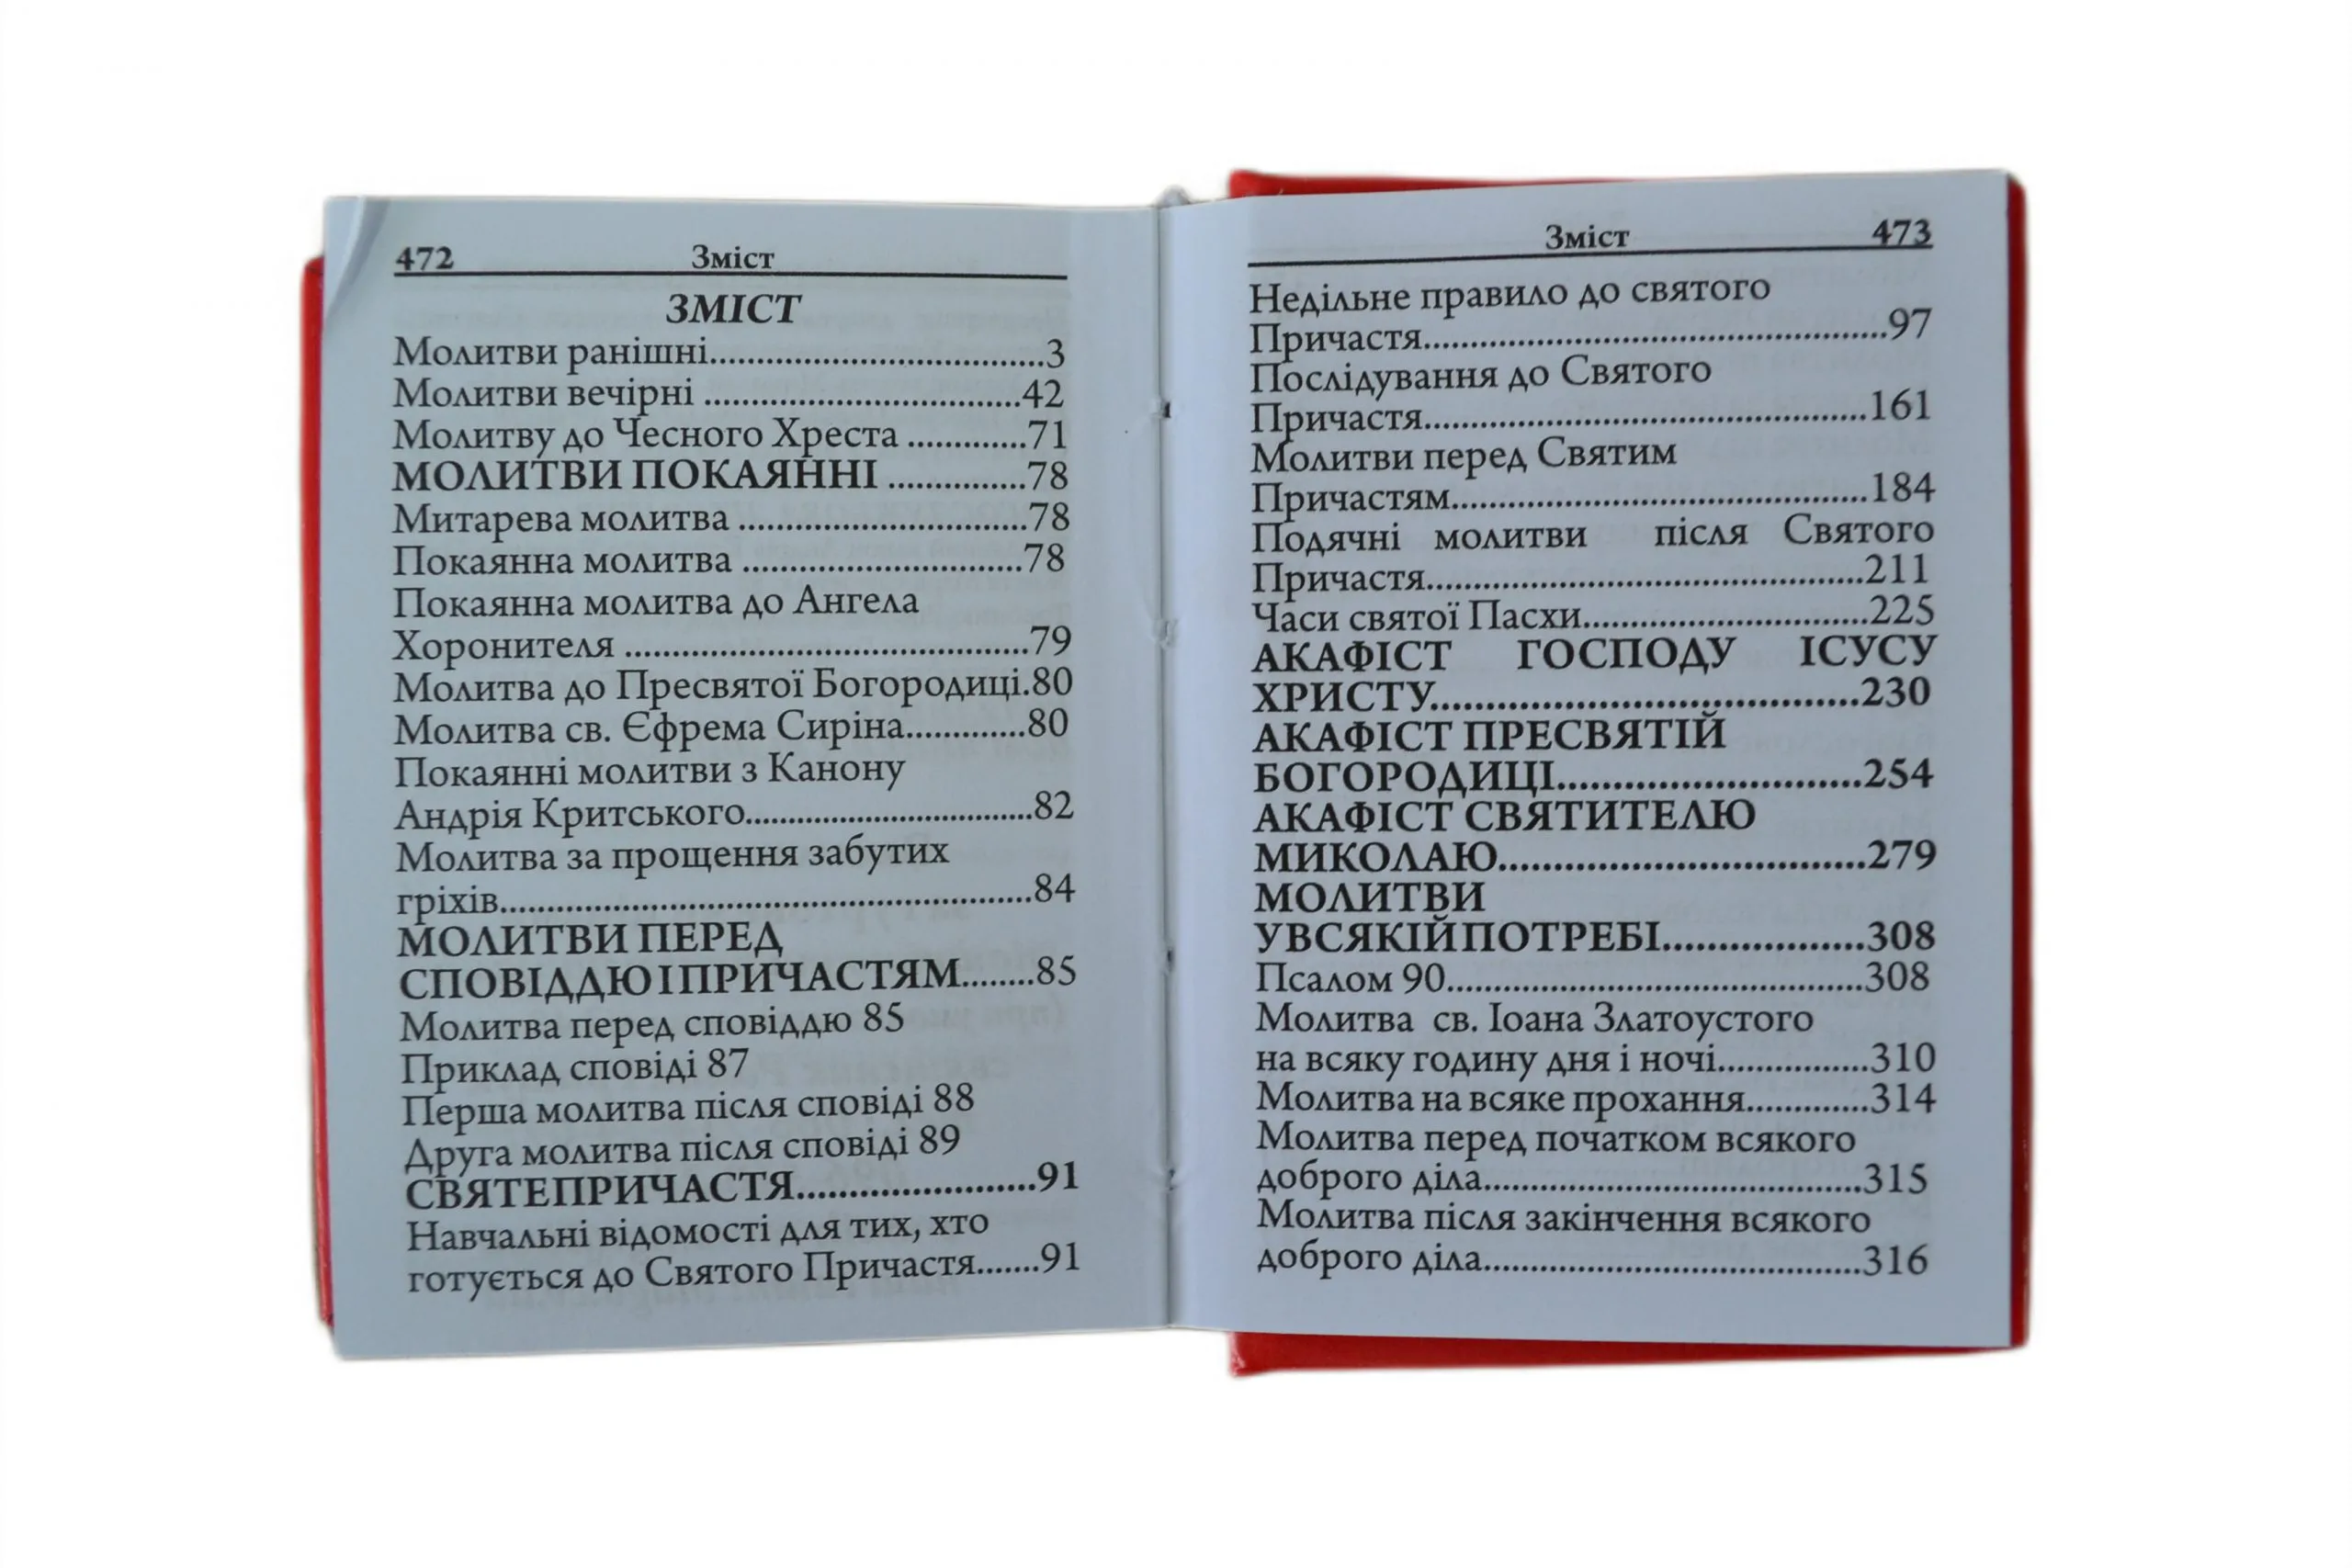 472 Зміст
ЗМІСТ
Молитви ранішні..................................3
Молитви вечірні ................................42
Молитву до Чесного Хреста ............71
МОЛИТВИ ПОКАЯННІ ..............78
Митарева молитва .............................78
Покаянна молитва ............................78
Покаянна молитва до Ангела
Хоронителя ........................................79
Молитва до Пресвятої Богородиці.80
Молитва св. Єфрема Сиріна............80
Покаянні молитви з Канону
Андрія Критського.............................82
Молитва за прощення забутих
гріхів.....................................................84
МОЛИТВИ ПЕРЕД
СПОВІДДЮ І ПРИЧАСТЯМ........85
Молитва перед сповіддю 85
Приклад сповіді 87
Перша молитва після сповіді 88
Друга молитва після сповіді 89
СВЯТЕ ПРИЧАСТЯ........................91
Навчальні відомості для тих, хто
готується до Святого Причастя.......91
Зміст 473
Недільне правило до святого
Причастя..............................................97
Послідування до Святого
Причастя............................................161
Молитви перед Святим
Причастям..........................................184
Подячні молитви після Святого
Причастя............................................211
Часи святої Пасхи.............................225
АКАФІСТ ГОСПОДУ ІСУСУ
ХРИСТУ...........................................230
АКАФІСТ ПРЕСВЯТІЙ
БОГОРОДИЦІ..............................254
АКАФІСТ СВЯТИТЕЛЮ
МИКОЛАЮ....................................279
МОЛИТВИ
У ВСЯКІЙ ПОТРЕБІ....................308
Псалом 90..........................................308
Молитва св. Іоана Златоустого
на всяку годину дня і ночі...............310
Молитва на всяке прохання.............314
Молитва перед початком всякого
доброго діла......................................315
Молитва після закінчення всякого
доброго діла......................................316